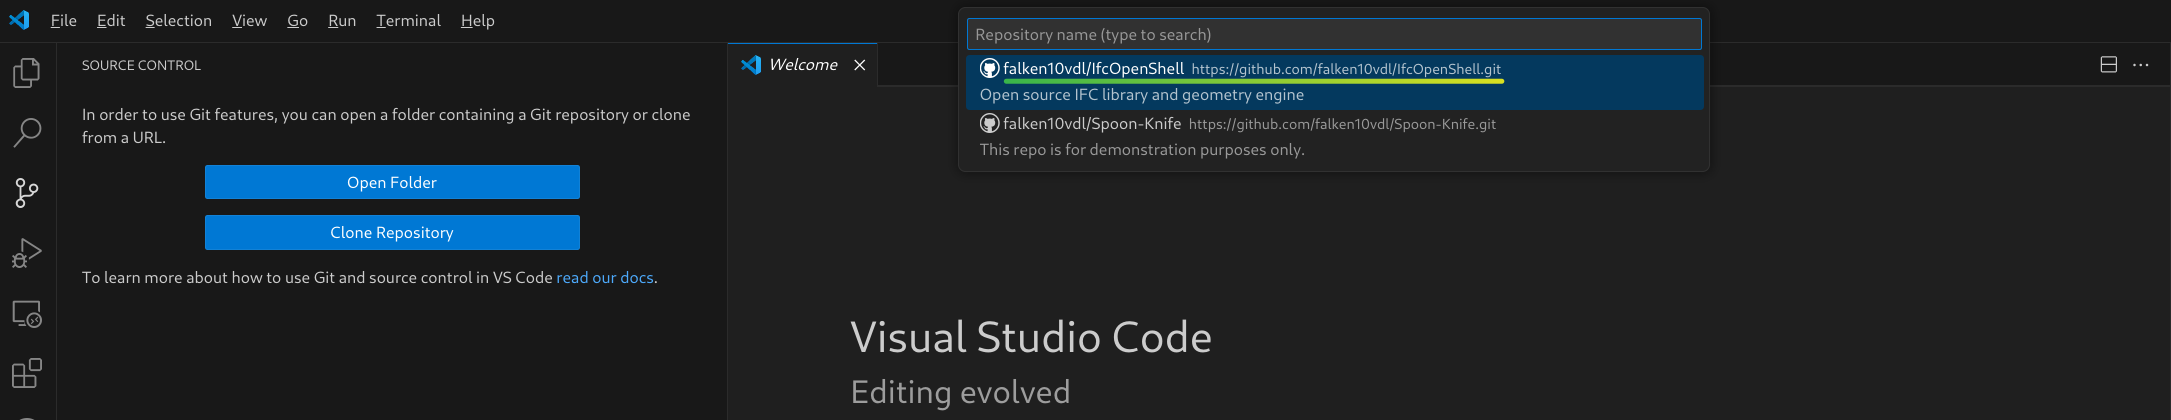 File Edit Selection View Go Run Terminal Help
Repository name (type to search)
falken10vdl/IfcOpenShell https://github.com/falken10vdl/IfcOpenShell.git
Open source IFC library and geometry engine
falken10vdl/Spoon-Knife https://github.com/falken10vdl/Spoon-Knife.git
This repo is for demonstration purposes only.
SOURCE CONTROL
In order to use Git features, you can open a folder containing a Git repository or clone
from a URL.
Open Folder
Clone Repository
To learn more about how to use Git and source control in VS Code read our docs.
Welcome
Visual Studio Code
Editing evolved